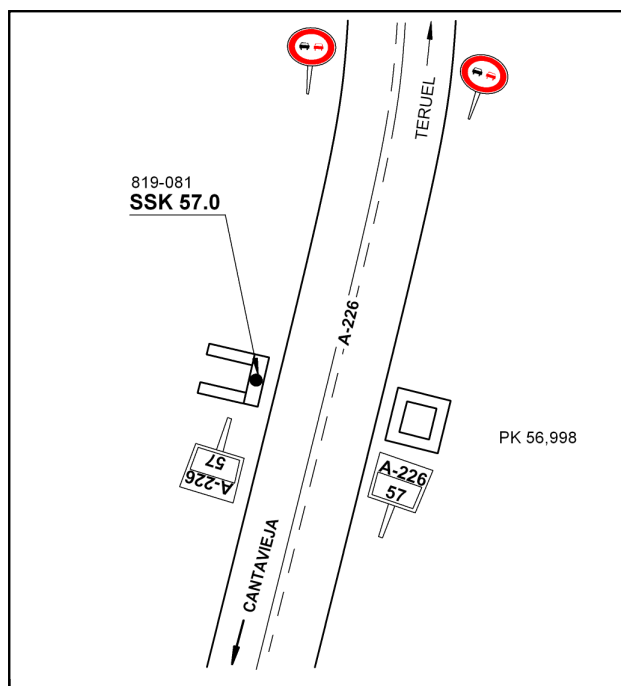 TERUEL
819-081
SSK 57.0
A-226
PK 56,998
A-226
57
A-226
57
CANTAVIEJA